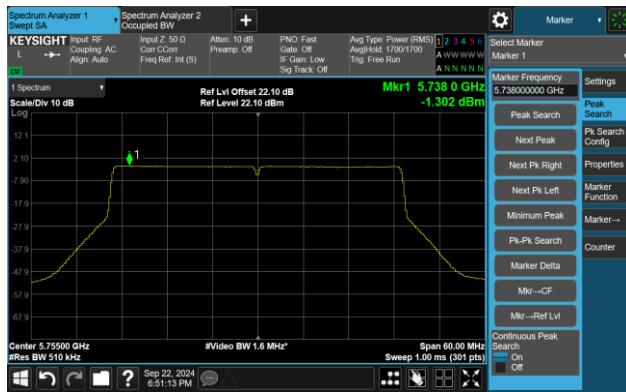 Spectrum Analyzer 1
Swept SA
Spectrum Analyzer 2
Occupied BW
+
Marker
KEYSIGHT
L
Input: RF
Coupling: AC
Align: Auto
Input Z: 50 Ω
Corr CCorr
Freq Ref: Int (S)
Atten: 10 dB
Preamp: Off
PNO: Fast
Gate: Off
IF Gain: Low
Sig Track: Off
Avg Type: Power (RMS)
Avg|Hold: 1700/1700
Trig: Free Run
1 2 3 4 5 6
A W W W W W
A N N N N N
Select Marker
Marker 1
1 Spectrum
Scale/Div 10 dB
Log
Ref Lvl Offset 22.10 dB
Ref Level 22.10 dBm
Mkr1 5.738 0 GHz
-1.302 dBm
12.1
2.10
-7.90
-17.9
-27.9
-37.9
-47.9
-57.9
-67.9
1
Center 5.75500 GHz
#Res BW 510 kHz
#Video BW 1.6 MHz*
Span 60.00 MHz
Sweep 1.00 ms (301 pts)
Marker Frequency
5.738000000 GHz
Peak Search
Next Peak
Next Pk Right
Next Pk Left
Minimum Peak
Pk-Pk Search
Marker Delta
Mkr→CF
Mkr→Ref Lvl
Continuous Peak
Search
On
Off
Settings
Peak
Search
Pk Search
Config
Properties
Marker
Function
Marker→
Counter
?
Sep 22, 2024
6:51:13 PM